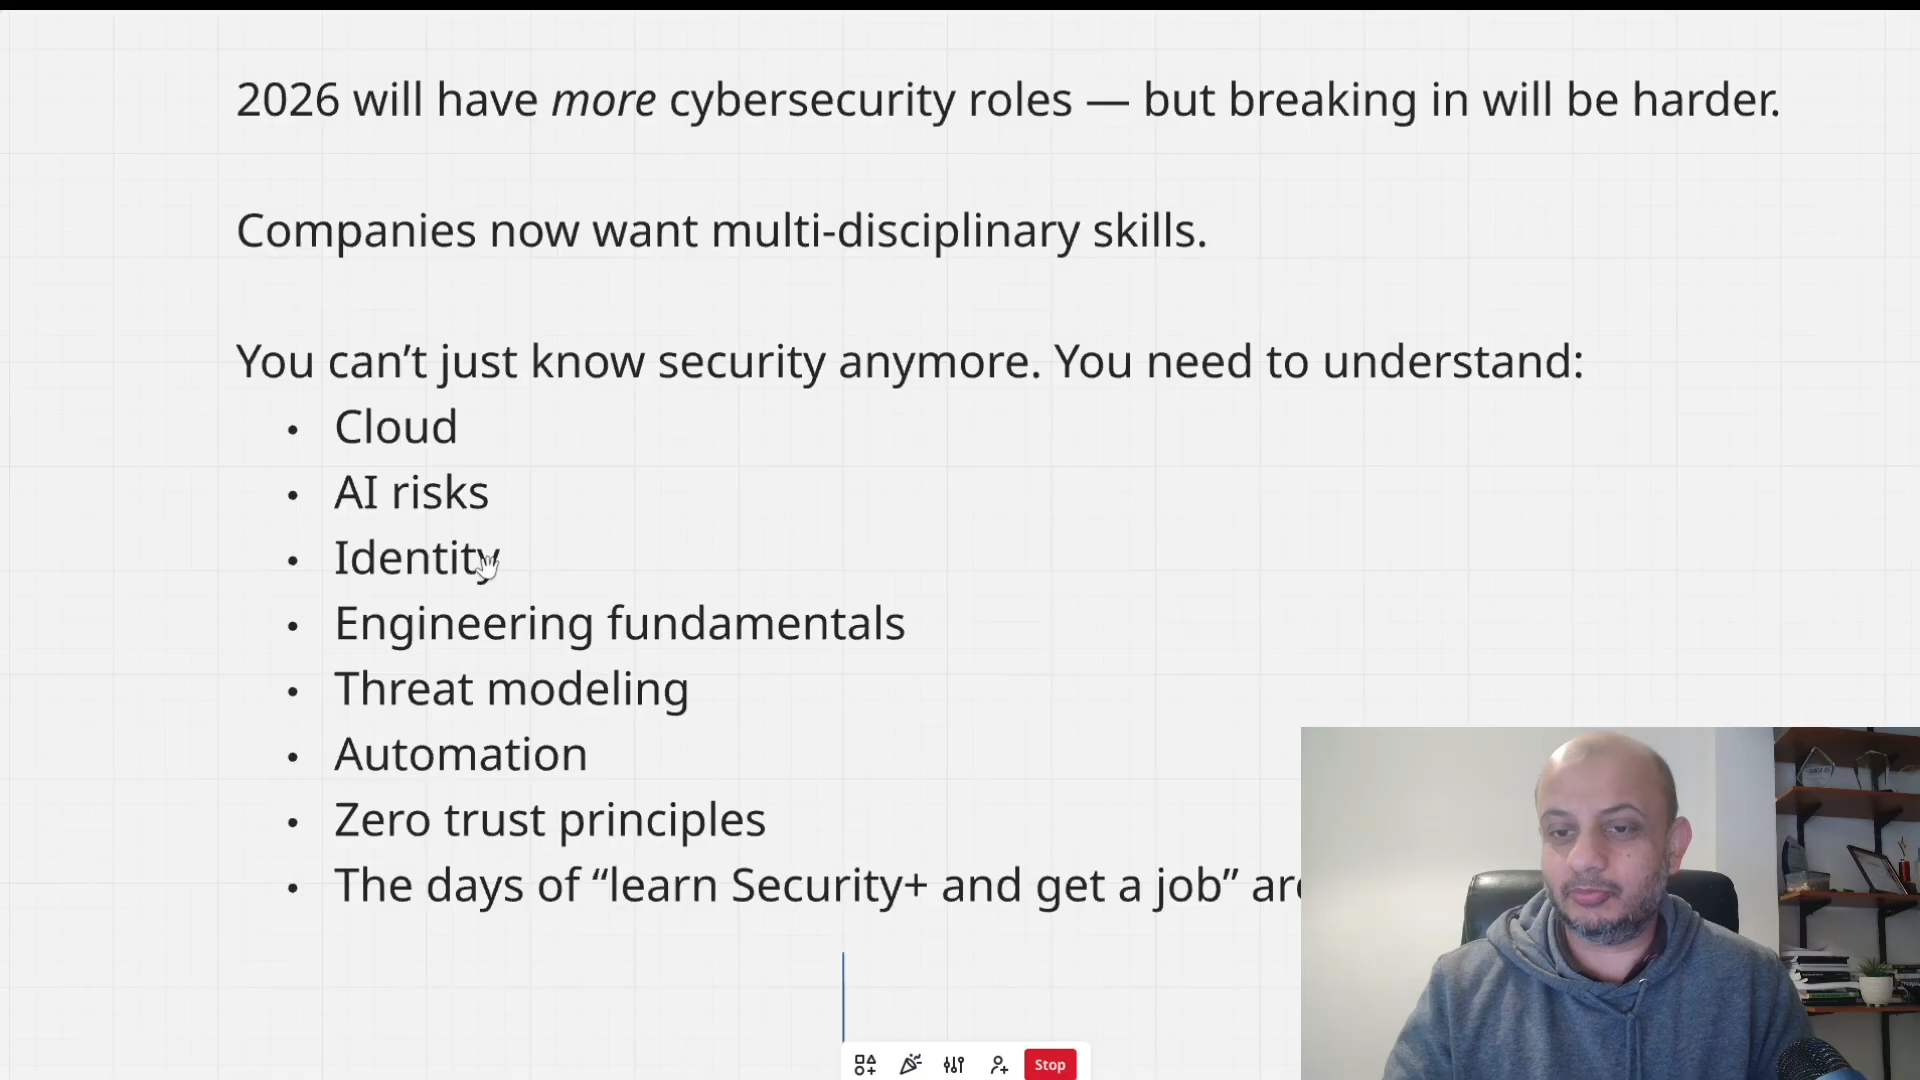 2026 will have more cybersecurity roles — but breaking in will be harder.
Companies now want multi-disciplinary skills.
You can’t just know security anymore. You need to understand:
• Cloud
• AI risks
• Identity
• Engineering fundamentals
• Threat modeling
• Automation
• Zero trust principles
• The days of “learn Security+ and get a job”
Stop